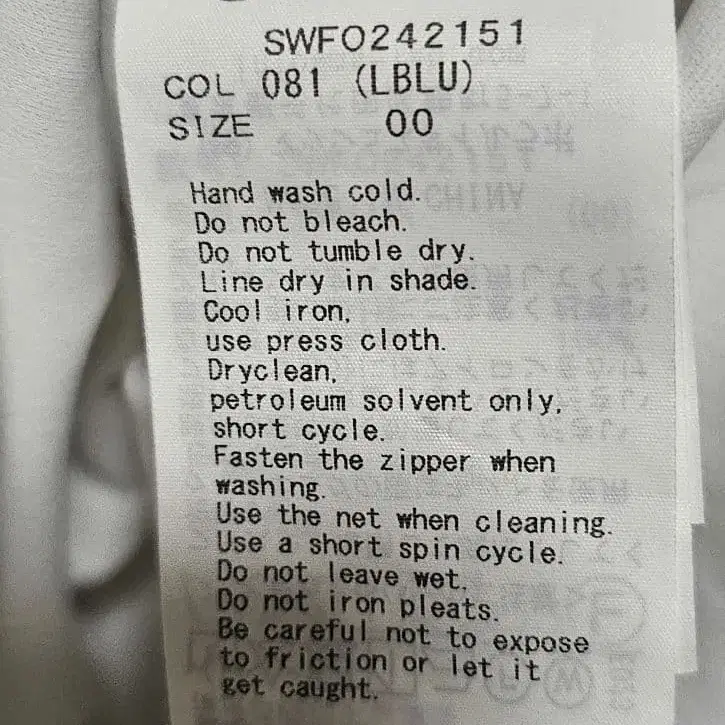 SWFO242151
COL 081 (LBLU)
SIZE 00
Hand wash cold.
Do not bleach.
Do not tumble dry.
Line dry in shade.
Cool iron,
use press cloth.
Dryclean,
petroleum solvent only,
short cycle.
Fasten the zipper when
washing.
Use the net when cleaning.
Use a short spin cycle.
Do not leave wet.
Do not iron pleats.
Be careful not to expose
to friction or let it
get caught.